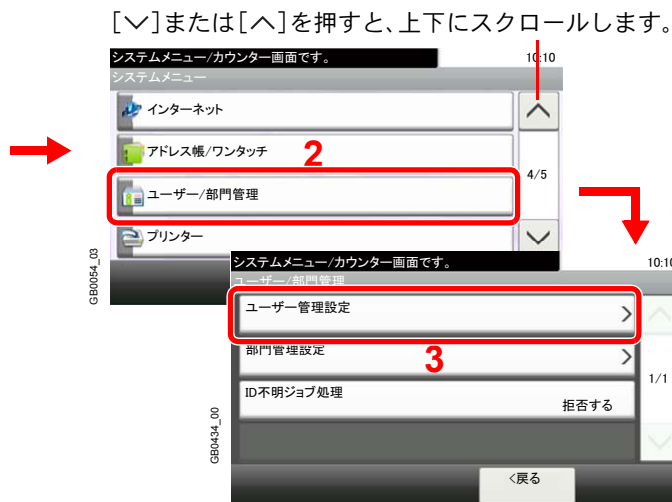 [∨]または[∧]を押すと、上下にスクロールします。
システムメニュー/カウンター画面です。
10:10
システムメニュー
インターネット
アドレス帳/ワンタッチ
2
4/5
ユーザー/部門管理
プリンター
GB0054_03
システムメニュー/カウンター画面です。
10:10
ユーザー/部門管理
ユーザー管理設定
部門管理設定
3
1/1
ID不明ジョブ処理
拒否する
GB0434_00
<戻る